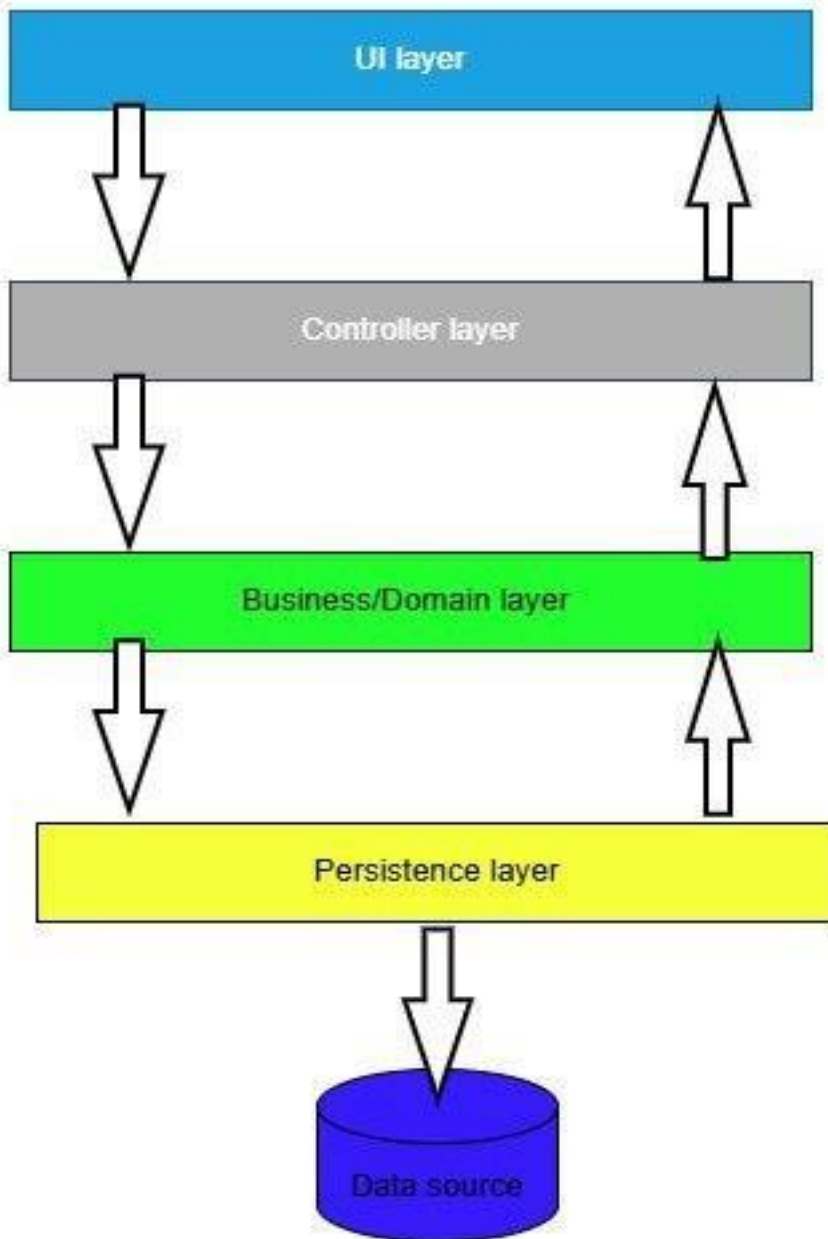 UI layer
Controller layer
Business/Domain layer
Persistence layer
Data source